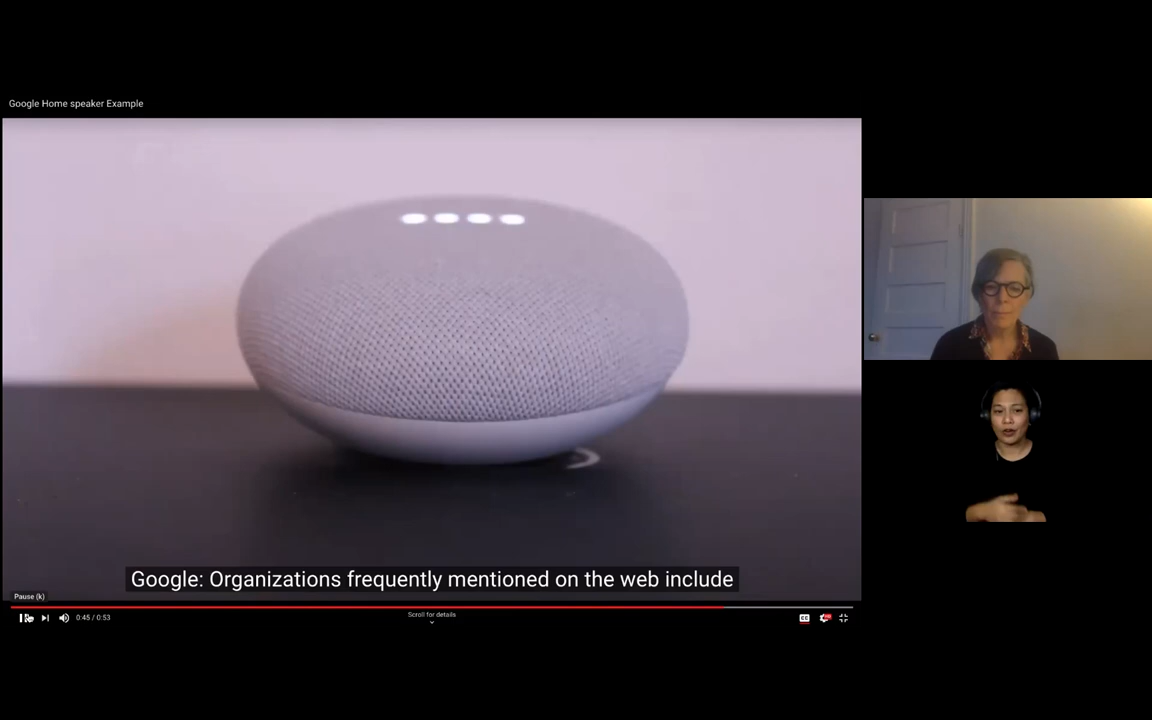 Google Home speaker Example
Google: Organizations frequently mentioned on the web include
Pause (k)
0:45 / 0:53
Scroll for details
CC